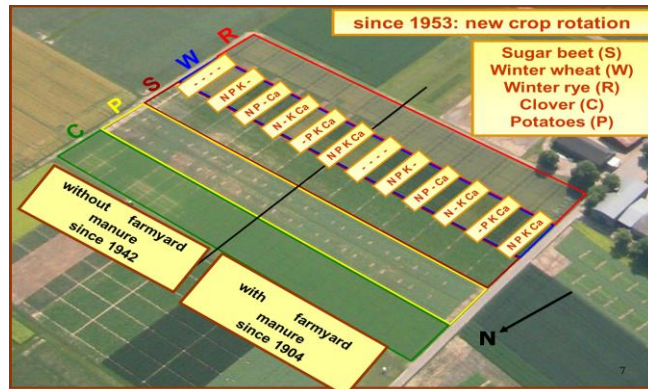 since 1953: new crop rotation
Sugar beet (S)
Winter wheat (W)
Winter rye (R)
Clover (C)
Potatoes (P)
C P S W R
- - - -
N P K -
N P - Ca
N - K Ca
- P K Ca
N P K Ca
- - - -
N P K -
N P - Ca
N - K Ca
- P K Ca
N P K Ca
without farmyard
manure
since 1942
with farmyard
manure
since 1904
N
7